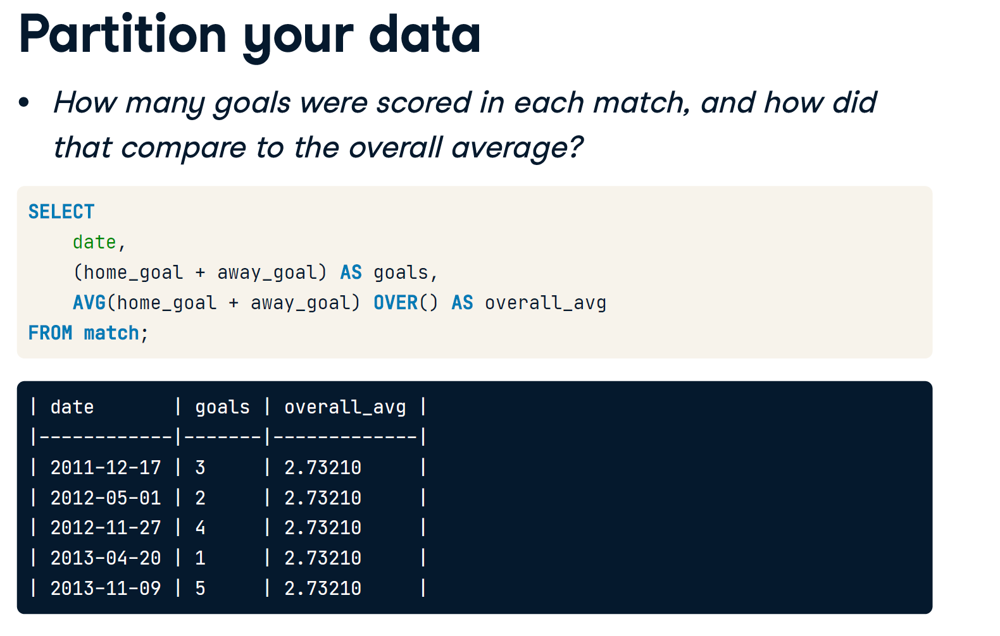 Partition your data
• How many goals were scored in each match, and how did
that compare to the overall average?
SELECT
    date,
    (home_goal + away_goal) AS goals,
    AVG(home_goal + away_goal) OVER() AS overall_avg
FROM match;
| date       | goals | overall_avg |
|------------|-------|-------------|
| 2011-12-17 | 3     | 2.73210     |
| 2012-05-01 | 2     | 2.73210     |
| 2012-11-27 | 4     | 2.73210     |
| 2013-04-20 | 1     | 2.73210     |
| 2013-11-09 | 5     | 2.73210     |